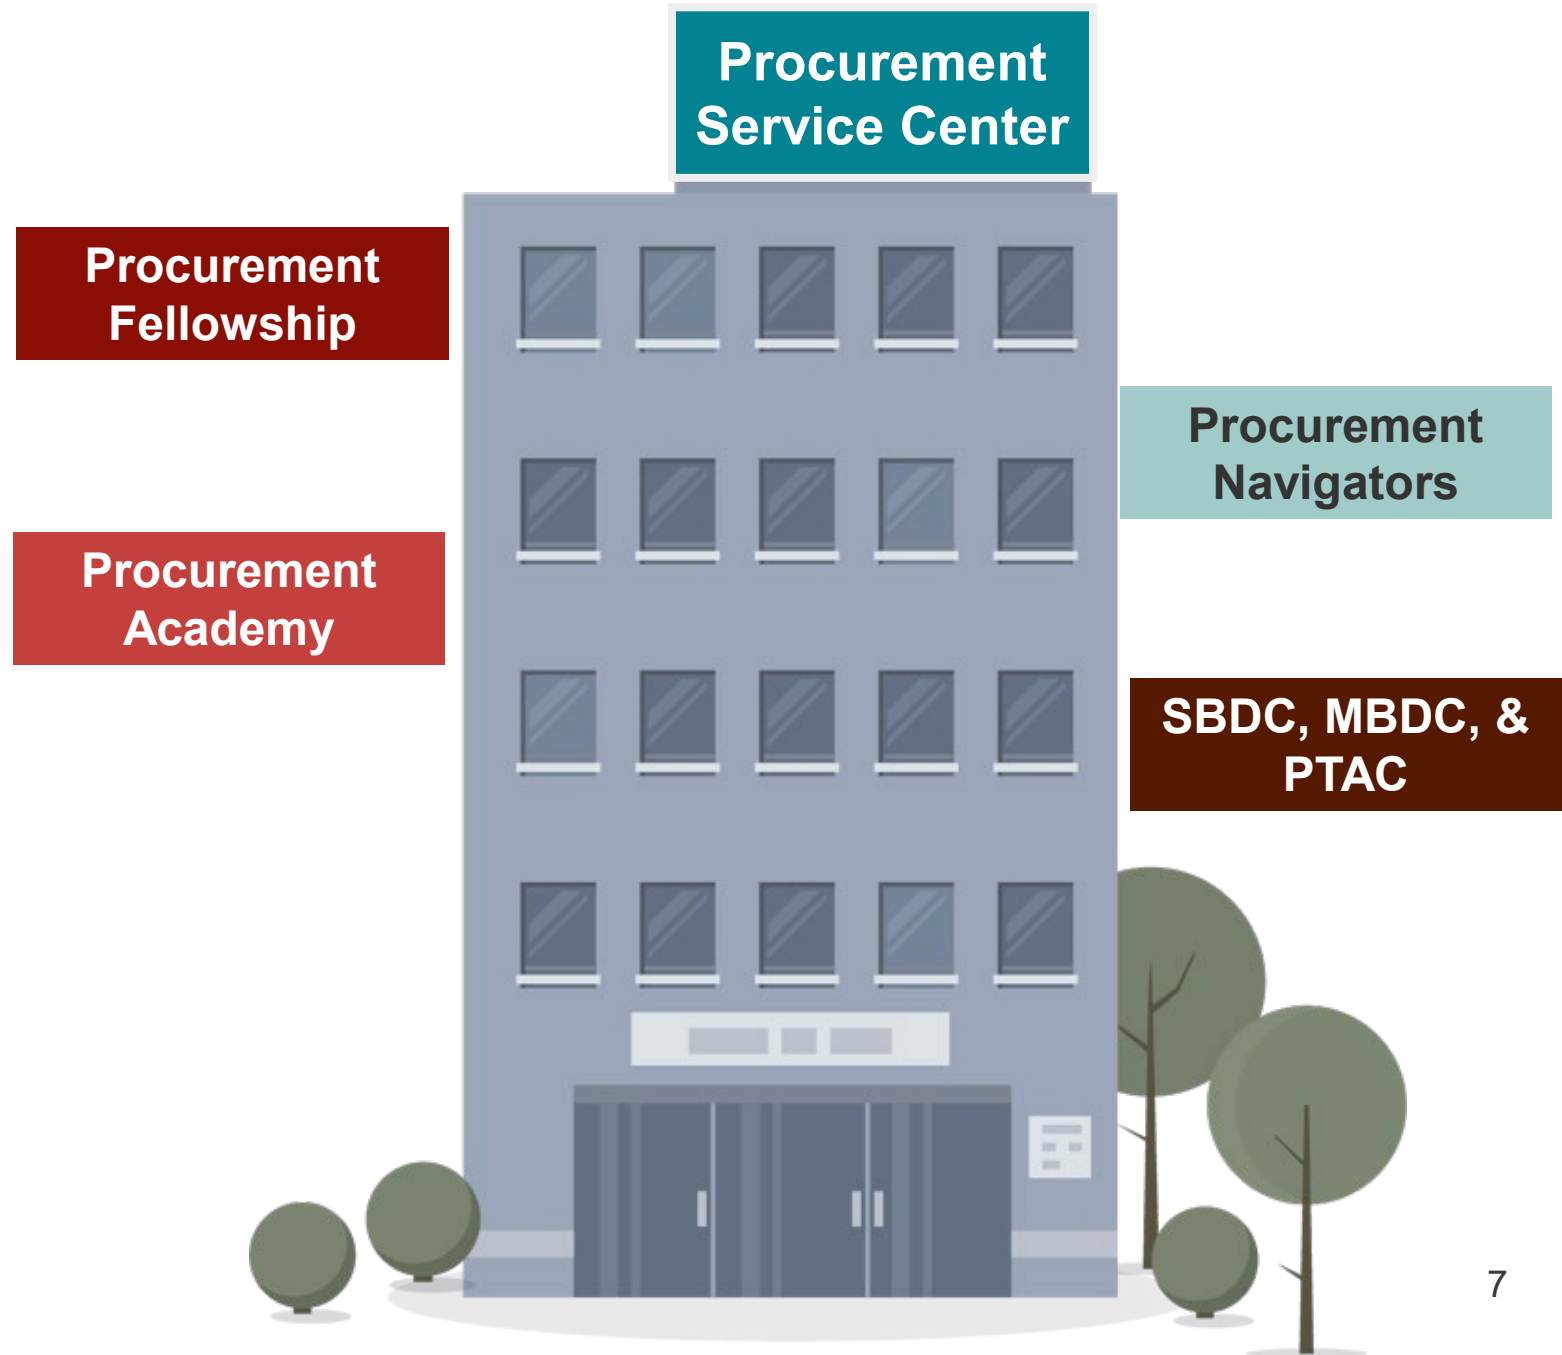 Procurement
Service Center
Procurement
Fellowship
Procurement
Navigators
Procurement
Academy
SBDC, MBDC, &
PTAC
7